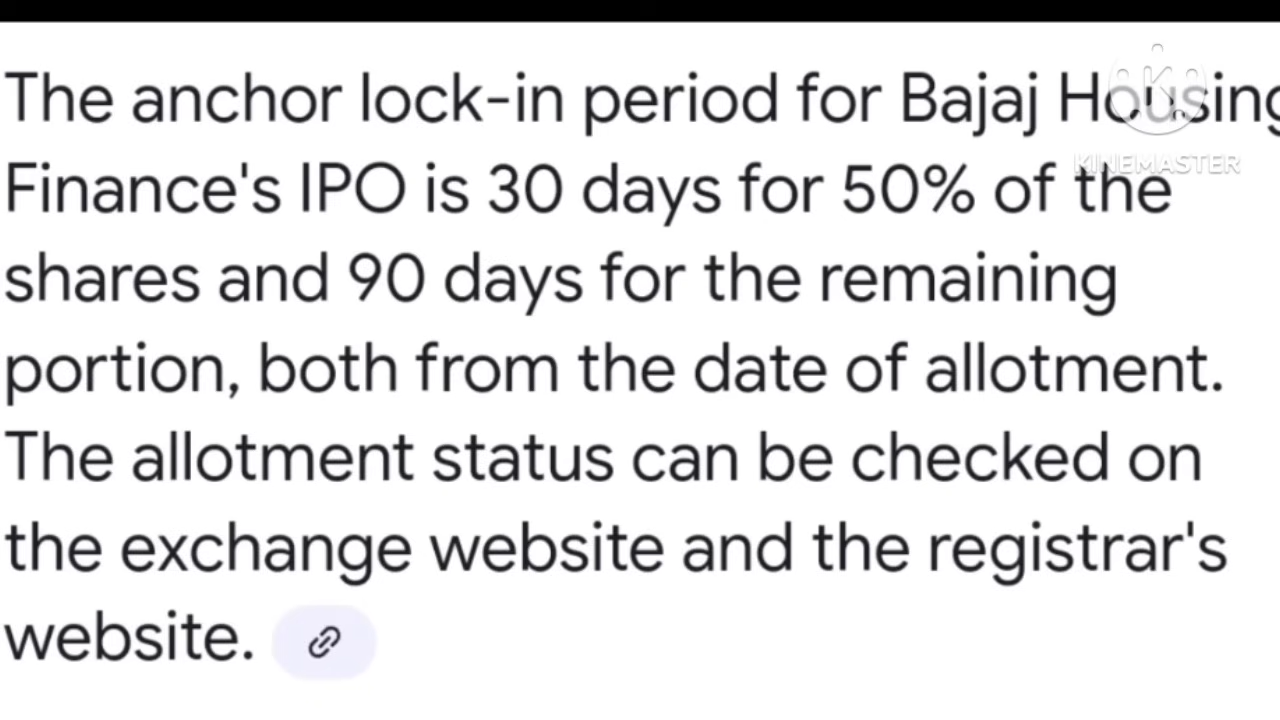 The anchor lock-in period for Bajaj Housing
Finance's IPO is 30 days for 50% of the
shares and 90 days for the remaining
portion, both from the date of allotment.
The allotment status can be checked on
the exchange website and the registrar's
website.
K
KINEMASTER